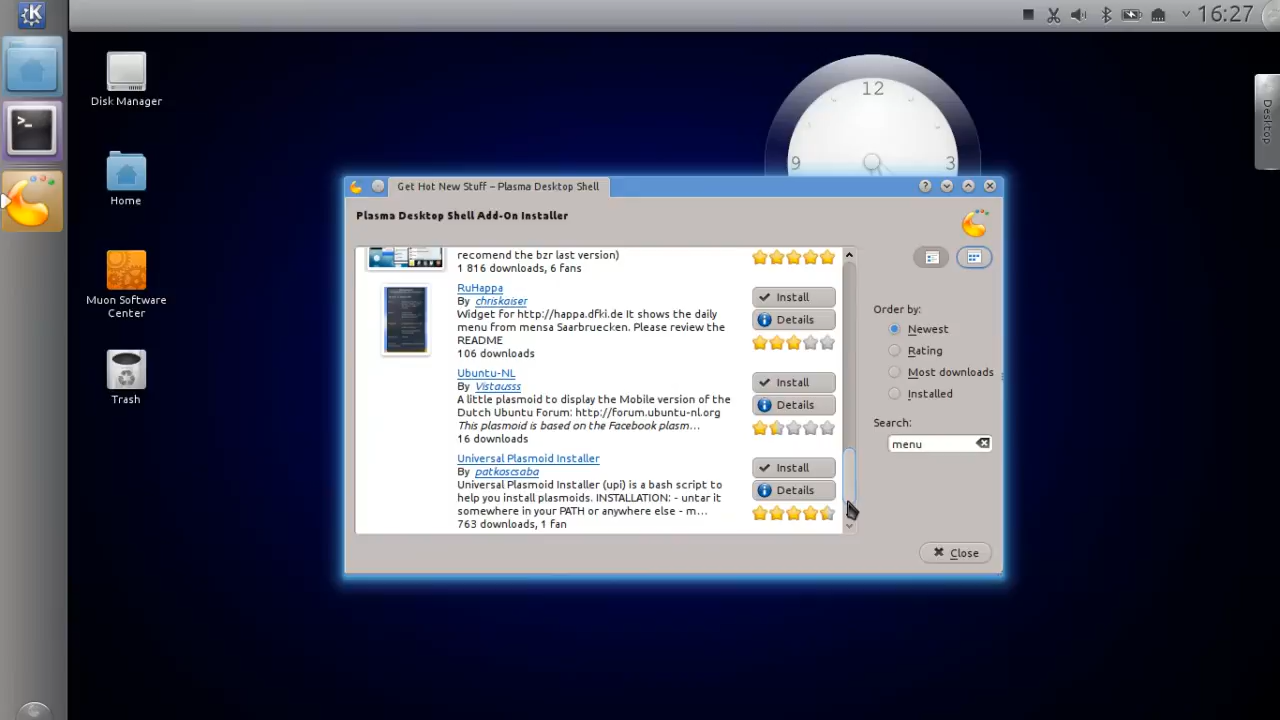 16:27
Disk Manager
Home
Muon Software
Center
Trash
Desktop
12
9
3
Get Hot New Stuff – Plasma Desktop Shell
Plasma Desktop Shell Add-On Installer
recomend the bzr last version)
1 816 downloads, 6 fans
RuHappa
By chriskaiser
Widget for http://happa.dfki.de It shows the daily
menu from mensa Saarbruecken. Please review the
README
106 downloads
Install
Details
Ubuntu-NL
By Vistausss
A little plasmoid to display the Mobile version of the
Dutch Ubuntu Forum: http://forum.ubuntu-nl.org
This plasmoid is based on the Facebook plasm...
16 downloads
Install
Details
Universal Plasmoid Installer
By patkoscsaba
Universal Plasmoid Installer (upi) is a bash script to
help you install plasmoids. INSTALLATION: - untar it
somewhere in your PATH or anywhere else - m...
763 downloads, 1 fan
Install
Details
Order by:
Newest
Rating
Most downloads
Installed
Search:
menu
Close